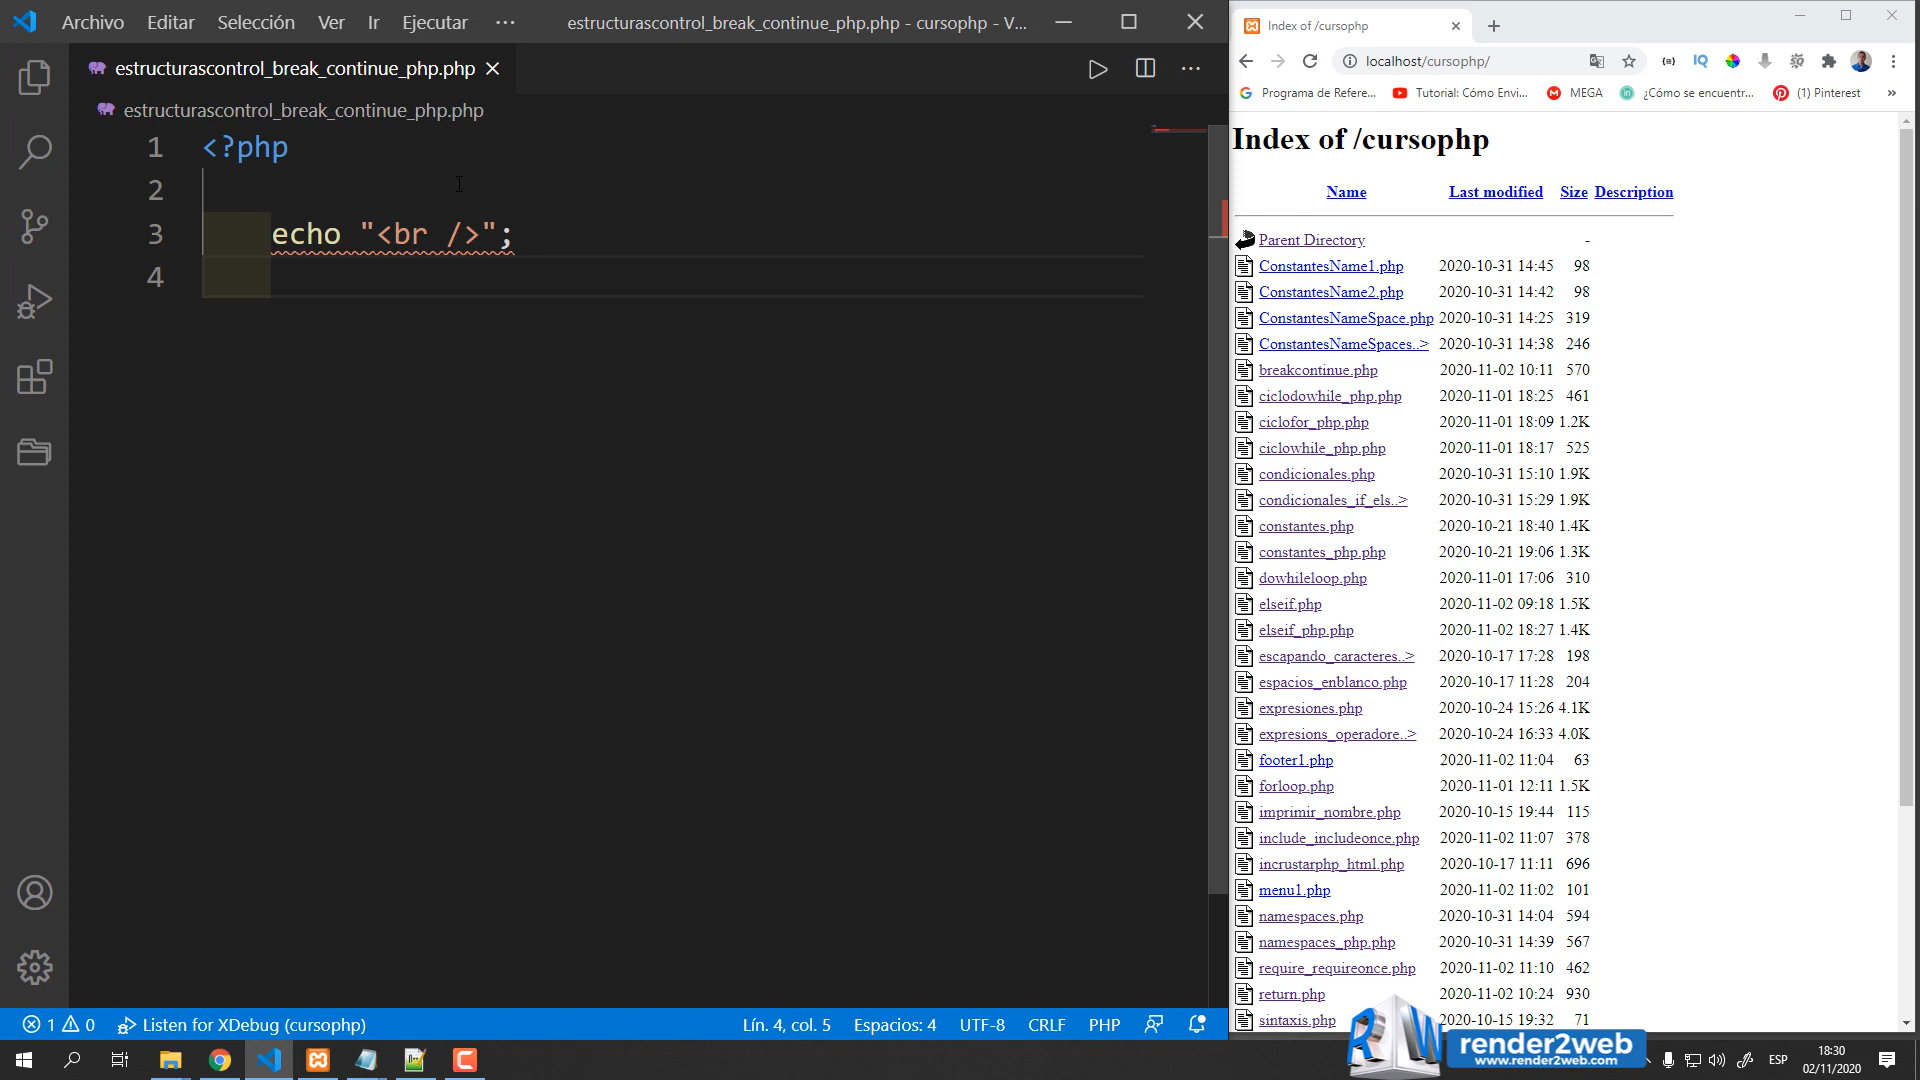 Archivo Editar Selección Ver Ir Ejecutar ··· estructurascontrol_break_continue_php.php - cursophp - V...
estructurascontrol_break_continue_php.php
estructurascontrol_break_continue_php.php
1 <?php
2
3 echo "<br />";
4
1 0 Listen for XDebug (cursophp) Lín. 4, col. 5 Espacios: 4 UTF-8 CRLF PHP
Index of /cursophp
localhost/cursophp/
Programa de Refere... Tutorial: Cómo Envi... MEGA ¿Cómo se encuentr... (1) Pinterest »
Index of /cursophp
Name Last modified Size Description
Parent Directory -
ConstantesName1.php 2020-10-31 14:45 98
ConstantesName2.php 2020-10-31 14:42 98
ConstantesNameSpace.php 2020-10-31 14:25 319
ConstantesNameSpaces..> 2020-10-31 14:38 246
breakcontinue.php 2020-11-02 10:11 570
ciclodowhile_php.php 2020-11-01 18:25 461
ciclofor_php.php 2020-11-01 18:09 1.2K
ciclowhile_php.php 2020-11-01 18:17 525
condicionales.php 2020-10-31 15:10 1.9K
condicionales_if_els..> 2020-10-31 15:29 1.9K
constantes.php 2020-10-21 18:40 1.4K
constantes_php.php 2020-10-21 19:06 1.3K
dowhileloop.php 2020-11-01 17:06 310
elseif.php 2020-11-02 09:18 1.5K
elseif_php.php 2020-11-02 18:27 1.4K
escapando_caracteres..> 2020-10-17 17:28 198
espacios_enblanco.php 2020-10-17 11:28 204
expresiones.php 2020-10-24 15:26 4.1K
expresions_operadore..> 2020-10-24 16:33 4.0K
footer1.php 2020-11-02 11:04 63
forloop.php 2020-11-01 12:11 1.5K
imprimir_nombre.php 2020-10-15 19:44 115
include_includeonce.php 2020-11-02 11:07 378
incrustarphp_html.php 2020-10-17 11:11 696
menu1.php 2020-11-02 11:02 101
namespaces.php 2020-10-31 14:04 594
namespaces_php.php 2020-10-31 14:39 567
require_requireonce.php 2020-11-02 11:10 462
return.php 2020-11-02 10:24 930
sintaxis.php 2020-10-15 19:32 71
RW render2web
www.render2web.com
ESP 18:30
02/11/2020